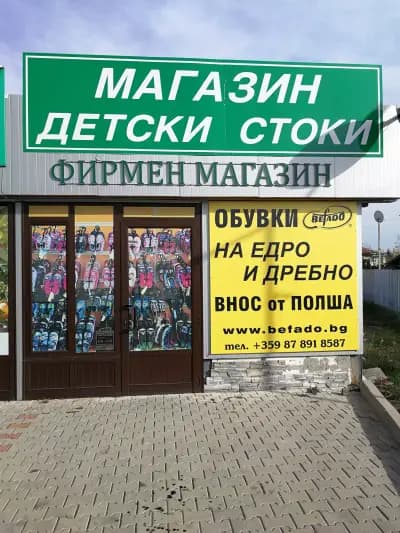 МАГАЗИН
ДЕТСКИ СТОКИ
ФИРМЕН МАГАЗИН
ОБУВКИ Befado
НА ЕДРО
И ДРЕБНО
ВНОС от ПОЛША
www.befado.bg
тел. +359 87 891 8587